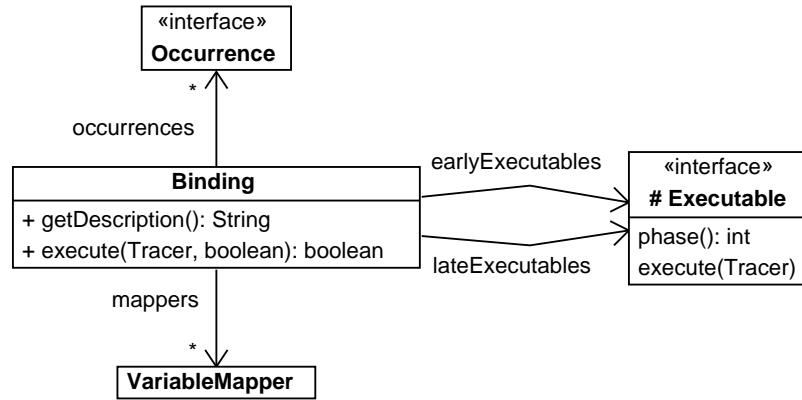 «interface»
Occurrence
*
occurrences
earlyExecutables
Binding
+ getDescription(): String
+ execute(Tracer, boolean): boolean
«interface»
# Executable
phase(): int
execute(Tracer)
lateExecutables
mappers
*
VariableMapper